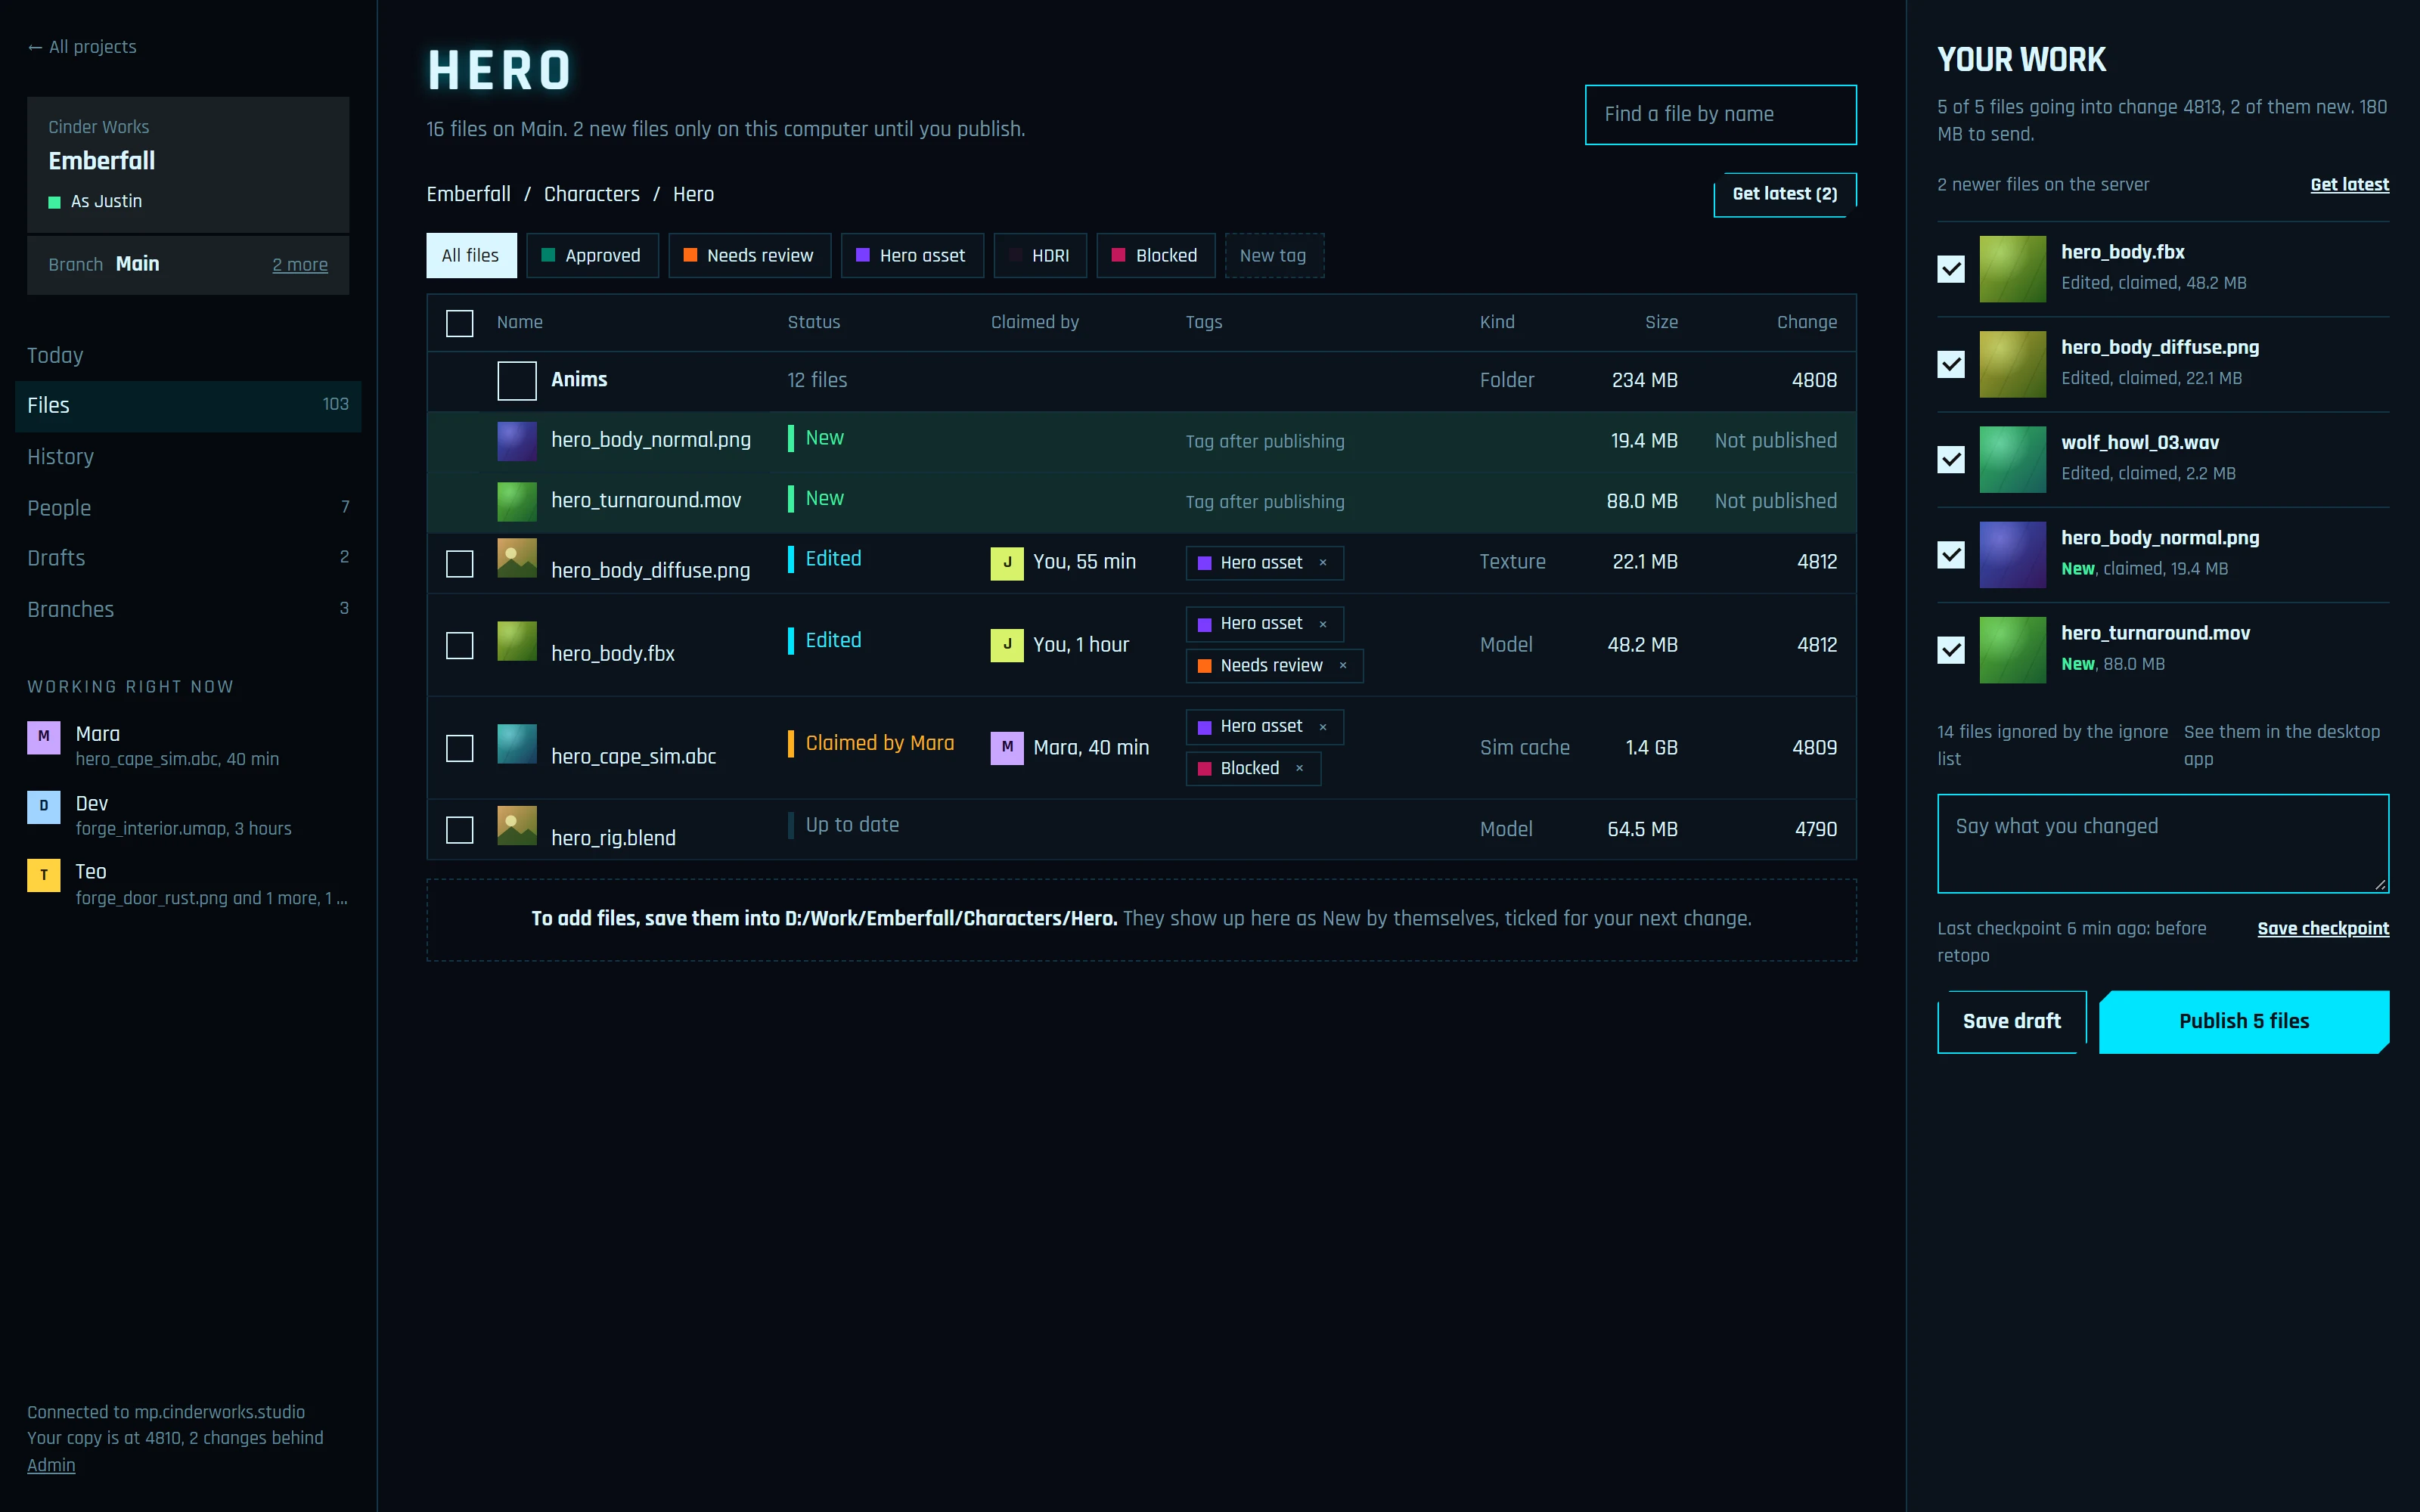 ← All projects
Cinder Works
Emberfall
As Justin
Branch Main 2 more
Today
Files 103
History
People 7
Drafts 2
Branches 3
WORKING RIGHT NOW
M Mara
hero_cape_sim.abc, 40 min
D Dev
forge_interior.umap, 3 hours
T Teo
forge_door_rust.png and 1 more, 1 ...
Connected to mp.cinderworks.studio
Your copy is at 4810, 2 changes behind
Admin
HERO
16 files on Main. 2 new files only on this computer until you publish.
Find a file by name
Emberfall / Characters / Hero
Get latest (2)
All files Approved Needs review Hero asset HDRI Blocked New tag
Name Status Claimed by Tags Kind Size Change
Anims 12 files Folder 234 MB 4808
hero_body_normal.png New Tag after publishing 19.4 MB Not published
hero_turnaround.mov New Tag after publishing 88.0 MB Not published
hero_body_diffuse.png Edited J You, 55 min Hero asset × Texture 22.1 MB 4812
hero_body.fbx Edited J You, 1 hour Hero asset × Needs review × Model 48.2 MB 4812
hero_cape_sim.abc Claimed by Mara M Mara, 40 min Hero asset × Blocked × Sim cache 1.4 GB 4809
hero_rig.blend Up to date Model 64.5 MB 4790
To add files, save them into D:/Work/Emberfall/Characters/Hero. They show up here as New by themselves, ticked for your next change.
YOUR WORK
5 of 5 files going into change 4813, 2 of them new. 180
MB to send.
2 newer files on the server Get latest
hero_body.fbx
Edited, claimed, 48.2 MB
hero_body_diffuse.png
Edited, claimed, 22.1 MB
wolf_howl_03.wav
Edited, claimed, 2.2 MB
hero_body_normal.png
New, claimed, 19.4 MB
hero_turnaround.mov
New, 88.0 MB
14 files ignored by the ignore
list
See them in the desktop
app
Say what you changed
Last checkpoint 6 min ago: before
retopo
Save checkpoint
Save draft
Publish 5 files